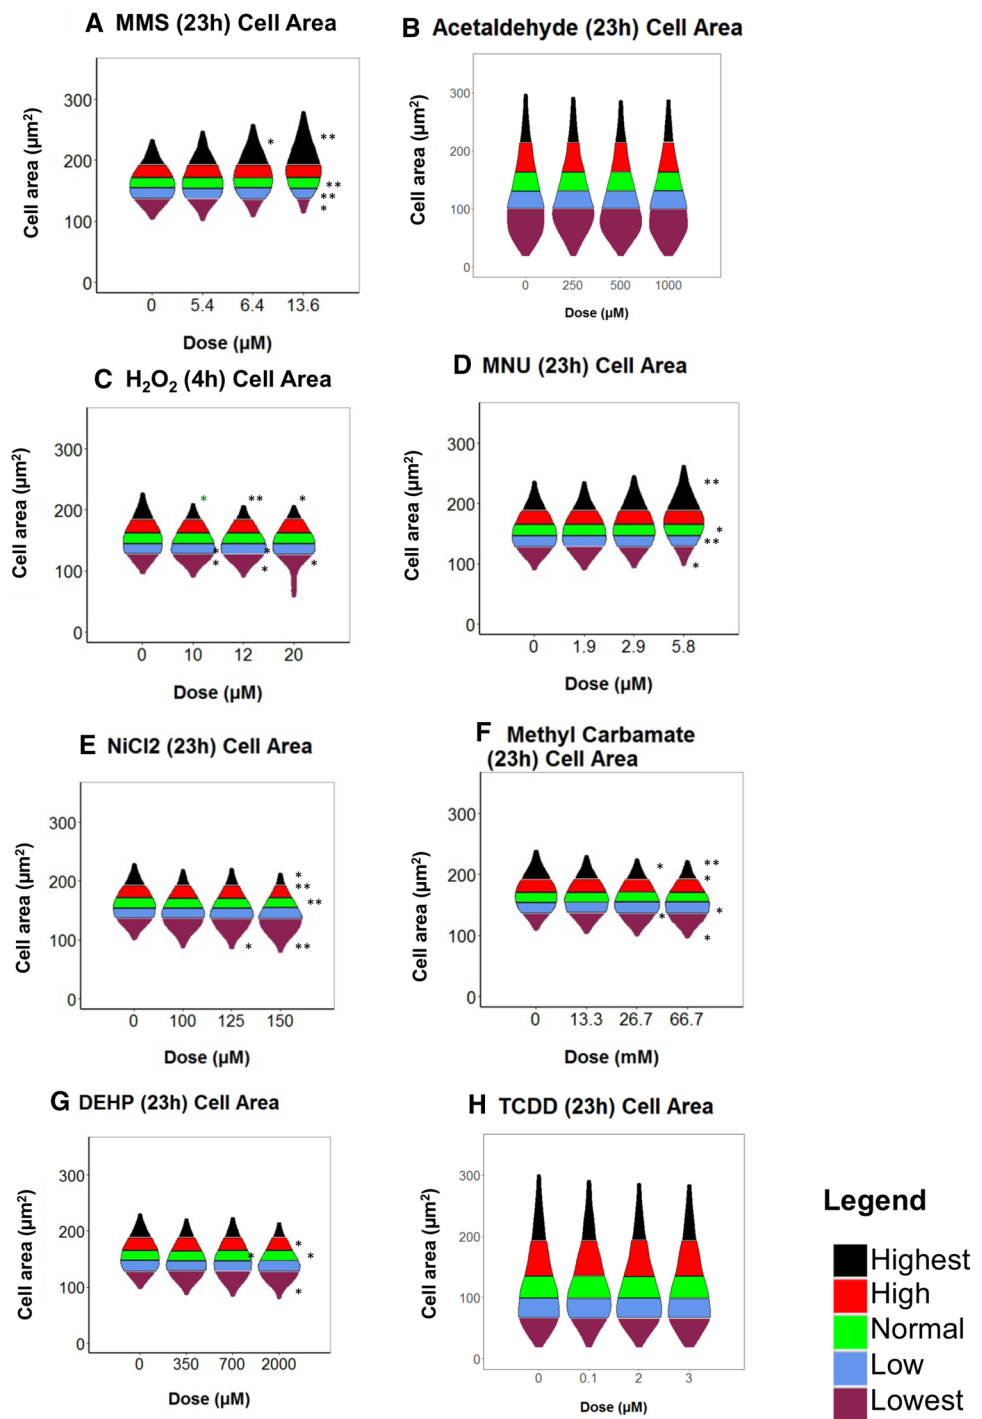 A MMS (23h) Cell Area
Cell area (µm²)
300
200
100
0
*
**
**
**
*
0 5.4 6.4 13.6
Dose (µM)
B Acetaldehyde (23h) Cell Area
Cell area (µm²)
300
200
100
0
0 250 500 1000
Dose (µM)
C H₂O₂ (4h) Cell Area
Cell area (µm²)
300
200
100
0
* ** *
* *
* * *
0 10 12 20
Dose (µM)
D MNU (23h) Cell Area
Cell area (µm²)
300
200
100
0
**
*
**
*
0 1.9 2.9 5.8
Dose (µM)
E NiCl2 (23h) Cell Area
Cell area (µm²)
300
200
100
0
*
**
**
* **
0 100 125 150
Dose (µM)
F Methyl Carbamate
(23h) Cell Area
Cell area (µm²)
300
200
100
0
* **
*
* *
*
0 13.3 26.7 66.7
Dose (mM)
G DEHP (23h) Cell Area
Cell area (µm²)
300
200
100
0
*
* *
*
0 350 700 2000
Dose (µM)
H TCDD (23h) Cell Area
Cell area (µm²)
300
200
100
0
0 0.1 2 3
Dose (µM)
Legend
Highest
High
Normal
Low
Lowest